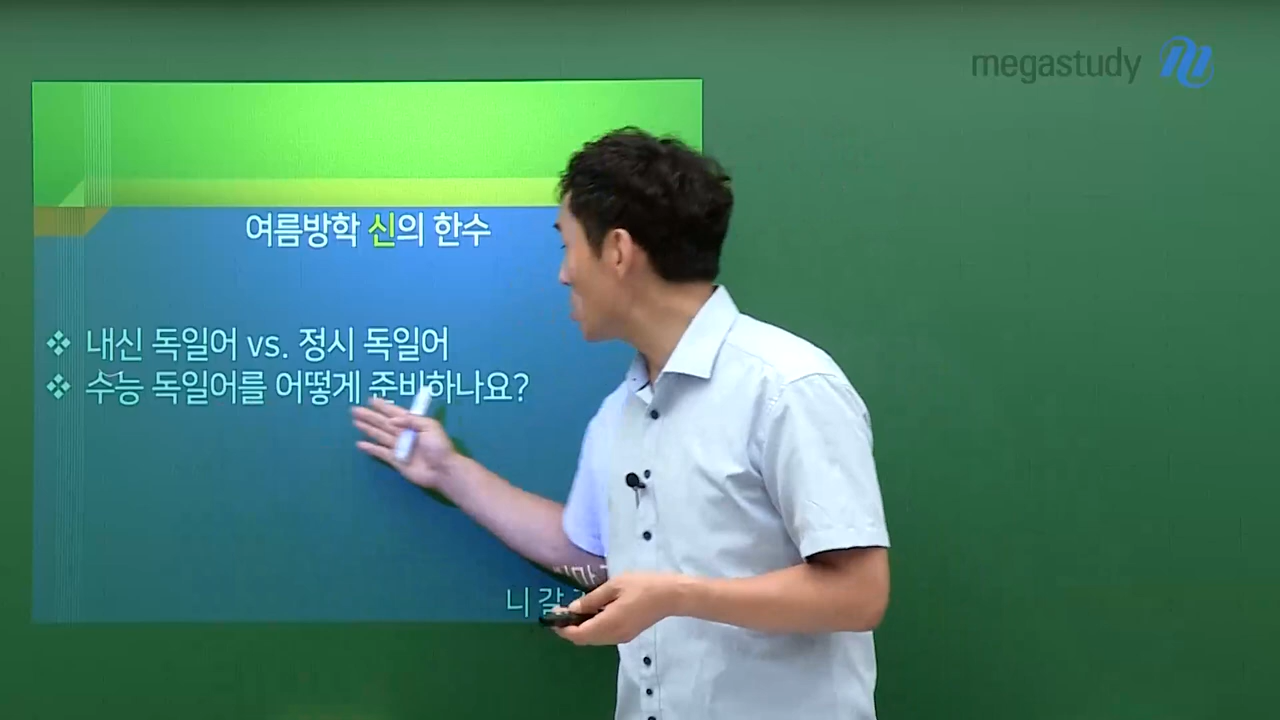 megastudy
여름방학 신의 한수
❖ 내신 독일어 vs. 정시 독일어
❖ 수능 독일어를 어떻게 준비하나요?
니 갈